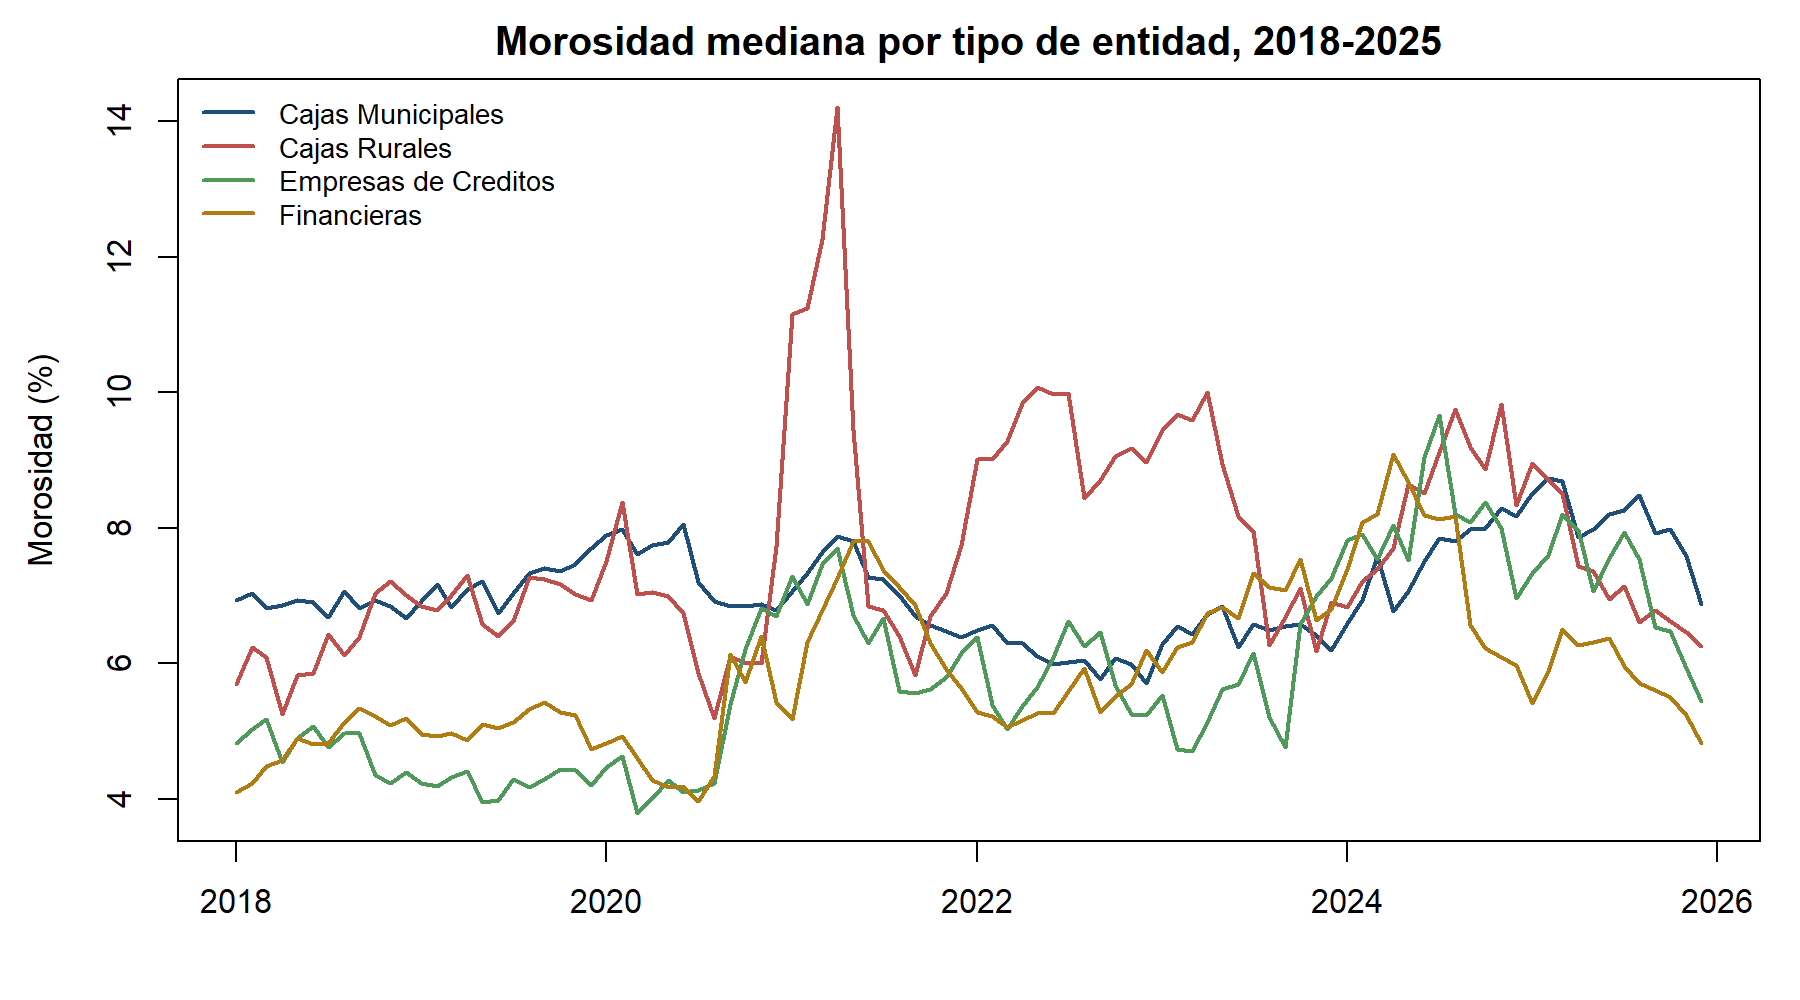 Morosidad mediana por tipo de entidad, 2018-2025
Cajas Municipales
Cajas Rurales
Empresas de Creditos
Financieras
Morosidad (%)
14
12
10
8
6
4
2018
2020
2022
2024
2026